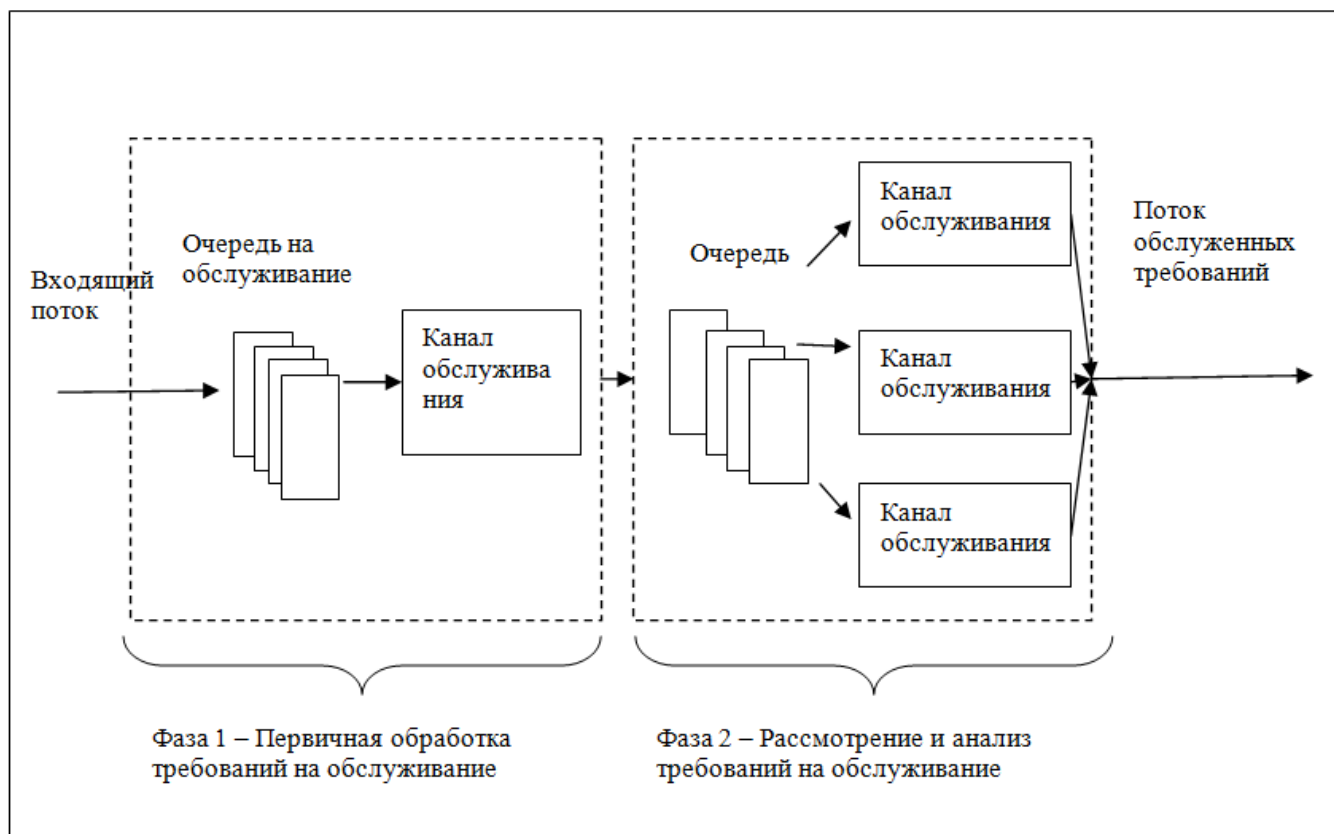 Входящий
поток
Очередь на
обслуживание
Канал
обслужива
ния
Очередь
Канал
обслуживания
Канал
обслуживания
Канал
обслуживания
Поток
обслуженных
требований
Фаза 1 – Первичная обработка
требований на обслуживание
Фаза 2 – Рассмотрение и анализ
требований на обслуживание